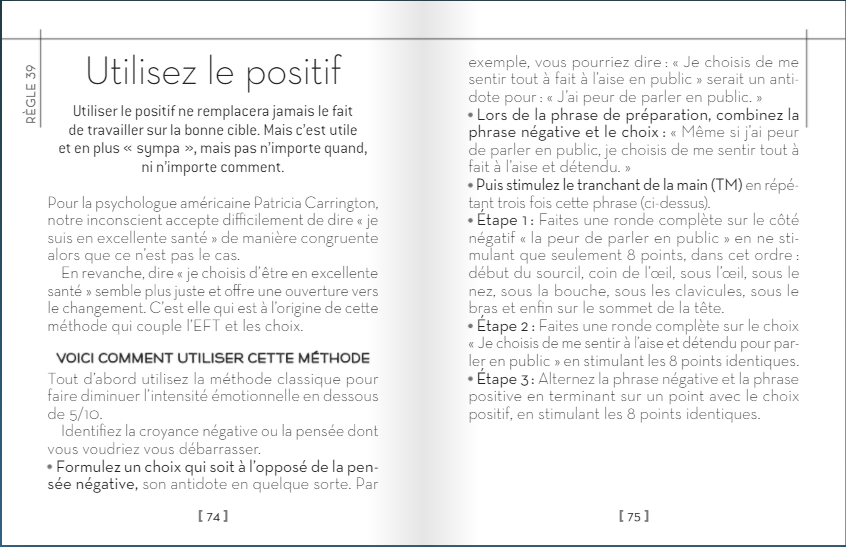 RÈGLE 39
Utilisez le positif
Utiliser le positif ne remplacera jamais le fait
de travailler sur la bonne cible. Mais c'est utile
et en plus « sympa », mais pas n'importe quand,
ni n'importe comment.
Pour la psychologue américaine Patricia Carrington,
notre inconscient accepte difficilement de dire « je
suis en excellente santé » de manière congruente
alors que ce n'est pas le cas.
En revanche, dire « je choisis d'être en excellente
santé » semble plus juste et offre une ouverture vers
le changement. C'est elle qui est à l'origine de cette
méthode qui couple l'EFT et les choix.
VOICI COMMENT UTILISER CETTE MÉTHODE
Tout d'abord utilisez la méthode classique pour
faire diminuer l'intensité émotionnelle en dessous
de 5/10.
Identifiez la croyance négative ou la pensée dont
vous voudriez vous débarrasser.
• Formulez un choix qui soit à l'opposé de la pen-
sée négative, son antidote en quelque sorte. Par
[ 74 ]
exemple, vous pourriez dire : « Je choisis de me
sentir tout à fait à l'aise en public » serait un anti-
dote pour : « J'ai peur de parler en public. »
• Lors de la phrase de préparation, combinez la
phrase négative et le choix : « Même si j'ai peur
de parler en public, je choisis de me sentir tout à
fait à l'aise et détendu. »
• Puis stimulez le tranchant de la main (TM) en répé-
tant trois fois cette phrase (ci-dessus).
• Étape 1 : Faites une ronde complète sur le côté
négatif « la peur de parler en public » en ne sti-
mulant que seulement 8 points, dans cet ordre :
début du sourcil, coin de l'œil, sous l'œil, sous le
nez, sous la bouche, sous les clavicules, sous le
bras et enfin sur le sommet de la tête.
• Étape 2 : Faites une ronde complète sur le choix
« Je choisis de me sentir à l'aise et détendu pour par-
ler en public » en stimulant les 8 points identiques.
• Étape 3 : Alternez la phrase négative et la phrase
positive en terminant sur un point avec le choix
positif, en stimulant les 8 points identiques.
[ 75 ]